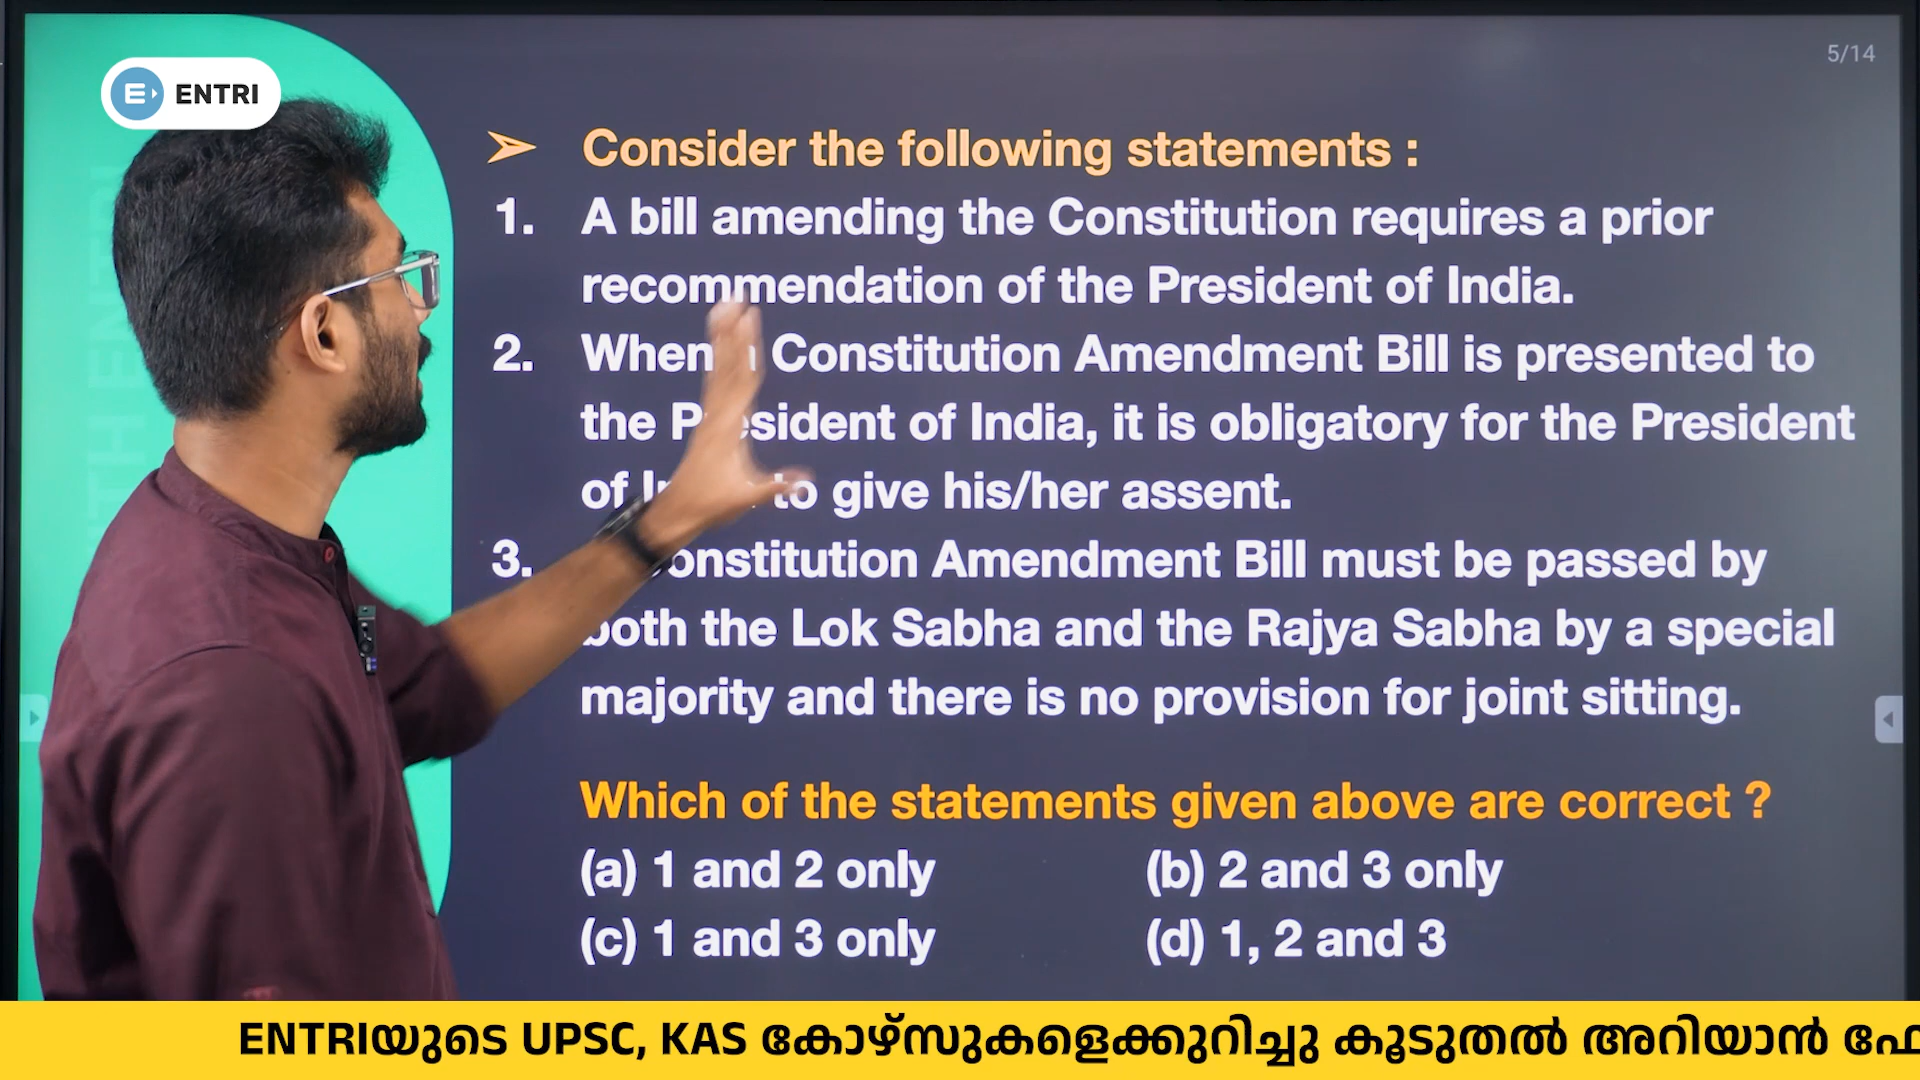 5/14
ENTRI
➢ Consider the following statements :
1. A bill amending the Constitution requires a prior
recommendation of the President of India.
2. When Constitution Amendment Bill is presented to
the President of India, it is obligatory for the President
of to give his/her assent.
3. Constitution Amendment Bill must be passed by
both the Lok Sabha and the Rajya Sabha by a special
majority and there is no provision for joint sitting.
Which of the statements given above are correct ?
(a) 1 and 2 only (b) 2 and 3 only
(c) 1 and 3 only (d) 1, 2 and 3
ENTRIയുടെ UPSC, KAS കോഴ്സുകളെക്കുറിച്ചു കൂടുതൽ അറിയാൻ